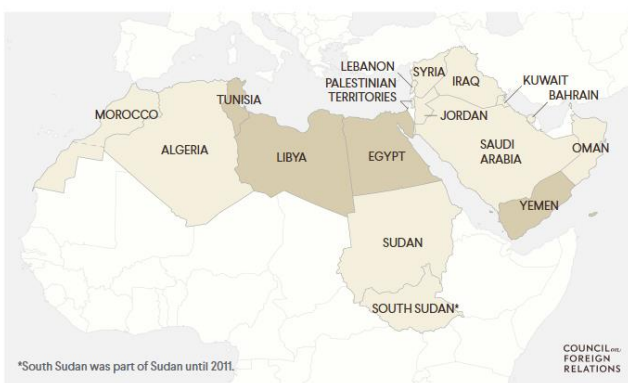 LEBANON
SYRIA
PALESTINIAN
TERRITORIES
IRAQ
KUWAIT
BAHRAIN
TUNISIA
MOROCCO
JORDAN
ALGERIA
LIBYA
EGYPT
SAUDI
ARABIA
OMAN
YEMEN
SUDAN
SOUTH SUDAN*
*South Sudan was part of Sudan until 2011.
COUNCIL on
FOREIGN
RELATIONS